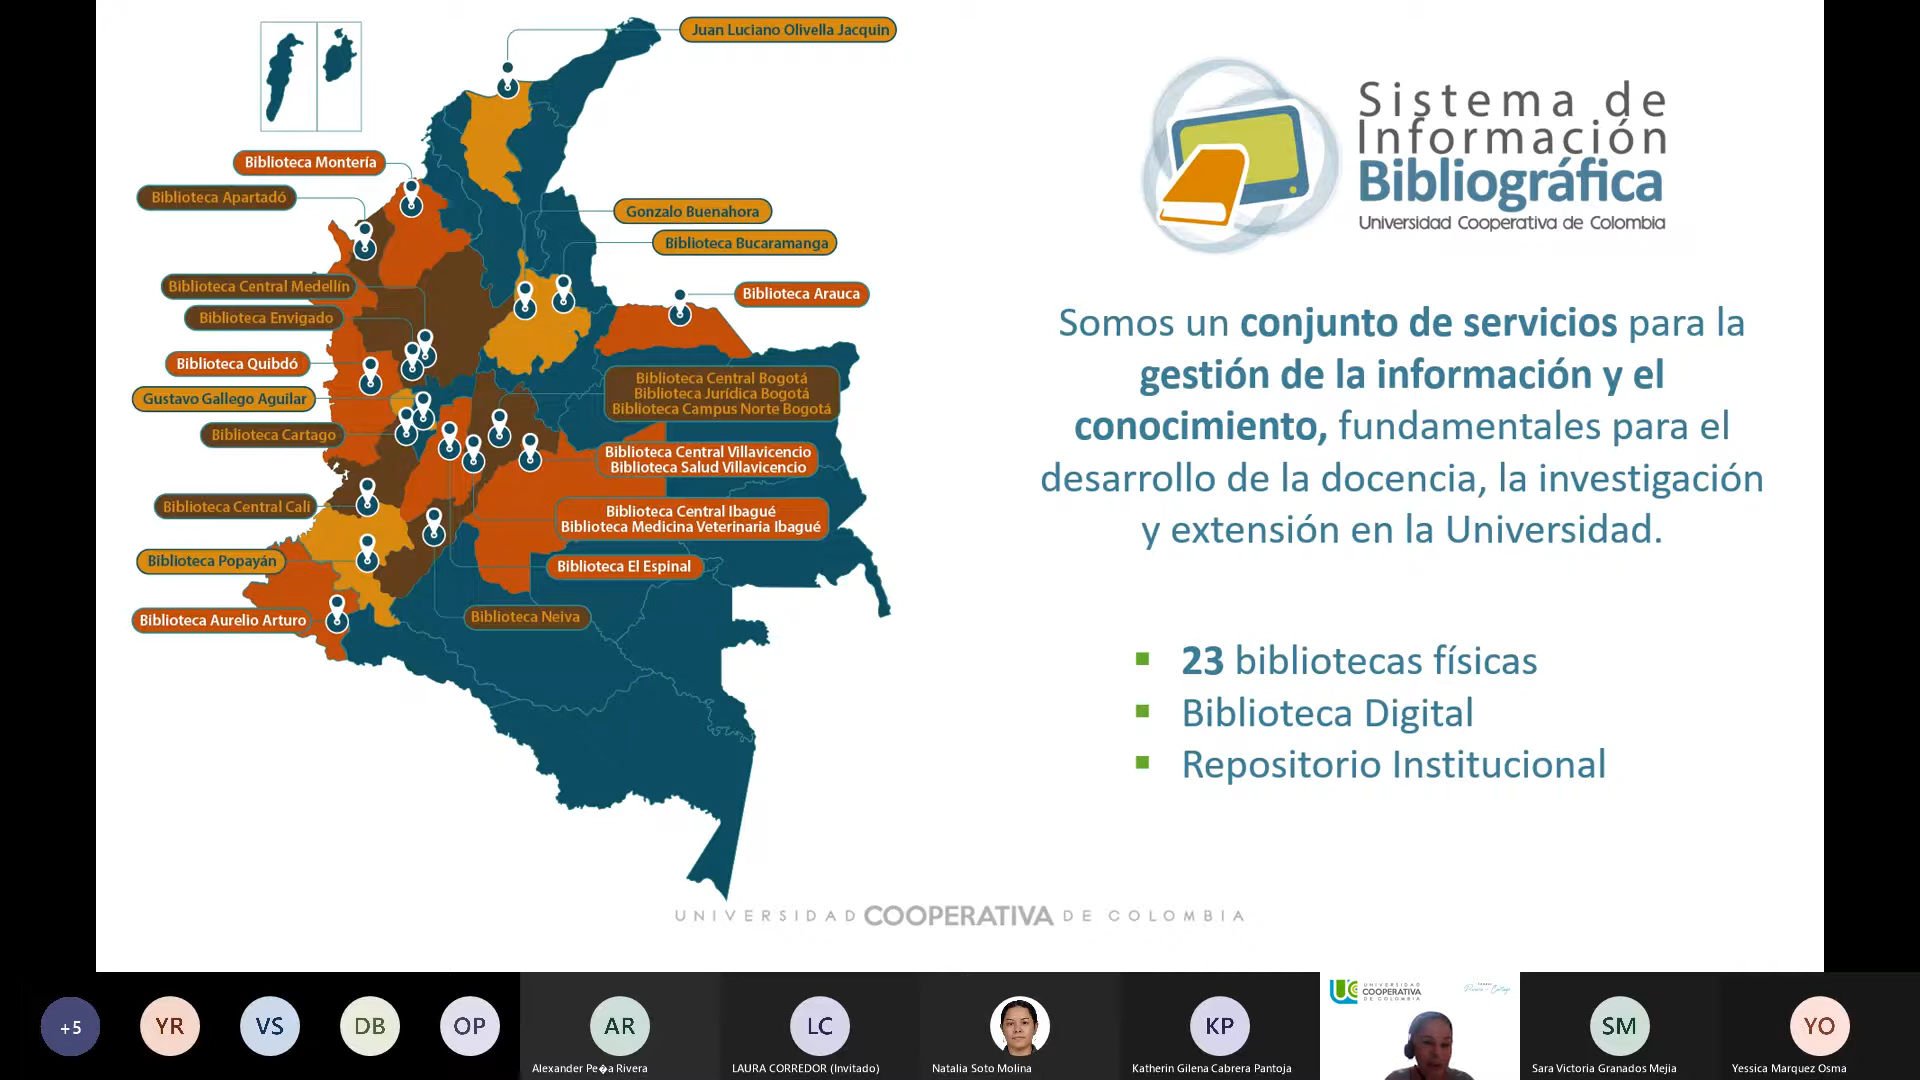 Juan Luciano Olivella Jacquin
Biblioteca Montería
Biblioteca Apartadó
Gonzalo Buenahora
Biblioteca Bucaramanga
Biblioteca Central Medellín
Biblioteca Arauca
Biblioteca Envigado
Biblioteca Quibdó
Gustavo Gallego Aguilar
Biblioteca Central Bogotá
Biblioteca Jurídica Bogotá
Biblioteca Campus Norte Bogotá
Biblioteca Cartago
Biblioteca Central Villavicencio
Biblioteca Salud Villavicencio
Biblioteca Central Cali
Biblioteca Central Ibagué
Biblioteca Medicina Veterinaria Ibagué
Biblioteca Popayán
Biblioteca El Espinal
Biblioteca Aurelio Arturo
Biblioteca Neiva
Sistema de
Información
Bibliográfica
Universidad Cooperativa de Colombia
Somos un conjunto de servicios para la
gestión de la información y el
conocimiento, fundamentales para el
desarrollo de la docencia, la investigación
y extensión en la Universidad.
23 bibliotecas físicas
Biblioteca Digital
Repositorio Institucional
UNIVERSIDAD COOPERATIVA DE COLOMBIA
+5
YR
VS
DB
OP
AR
Alexander Pe�a Rivera
LC
LAURA CORREDOR (Invitado)
Natalia Soto Molina
KP
Katherin Gilena Cabrera Pantoja
UNIVERSIDAD
COOPERATIVA
DE COLOMBIA
SM
Sara Victoria Granados Mejia
YO
Yessica Marquez Osma